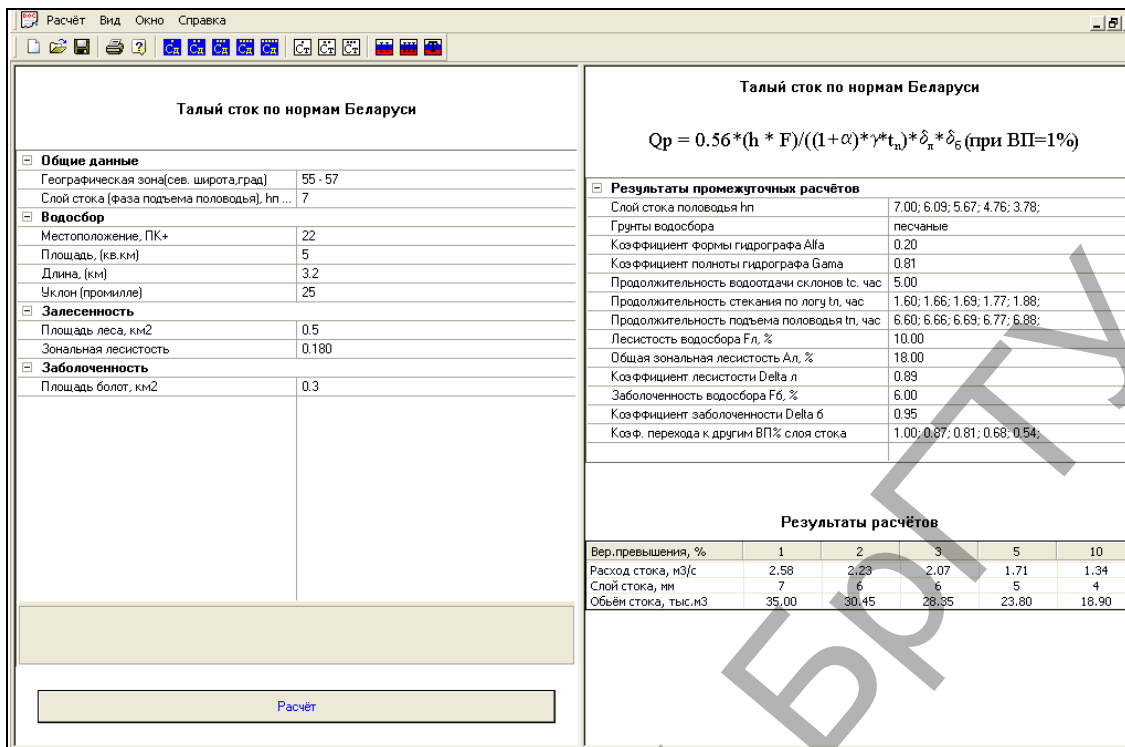 Расчёт Вид Окно Справка
Талый сток по нормам Беларуси
Общие данные
Географическая зона(сев. широта,град) 55 - 57
Слой стока (фаза подъема половодья), hп ... 7
Водосбор
Местоположение, ПК+ 22
Площадь, (кв.км) 5
Длина, (км) 3.2
Уклон (промилле) 25
Залесенность
Площадь леса, км2 0.5
Зональная лесистость 0.180
Заболоченность
Площадь болот, км2 0.3
Расчёт
Талый сток по нормам Беларуси
Qp = 0.56*(h * F)/((1+α)*γ*tп)*δл*δб(при ВП=1%)
Результаты промежуточных расчётов
Слой стока половодья hп 7.00; 6.09; 5.67; 4.76; 3.78;
Грунты водосбора песчаные
Коэффициент формы гидрографа Alfa 0.20
Коэффициент полноты гидрографа Gama 0.81
Продолжительность водоотдачи склонов tс. час 5.00
Продолжительность стекания по логу tл, час 1.60; 1.66; 1.69; 1.77; 1.88;
Продолжительность подъема половодья tп, час 6.60; 6.66; 6.69; 6.77; 6.88;
Лесистость водосбора Fл, % 10.00
Общая зональная лесистость Ал, % 18.00
Коэффициент лесистости Delta л 0.89
Заболоченность водосбора Fб, % 6.00
Коэффициент заболоченности Delta б 0.95
Коэф. перехода к другим ВП% слоя стока 1.00; 0.87; 0.81; 0.68; 0.54;
Результаты расчётов
Вер.превышения, % 1 2 3 5 10
Расход стока, м3/с 2.58 2.23 2.07 1.71 1.34
Слой стока, мм 7 6 6 5 4
Обьём стока, тыс.м3 35.00 30.45 28.35 23.80 18.90
БрГТУ